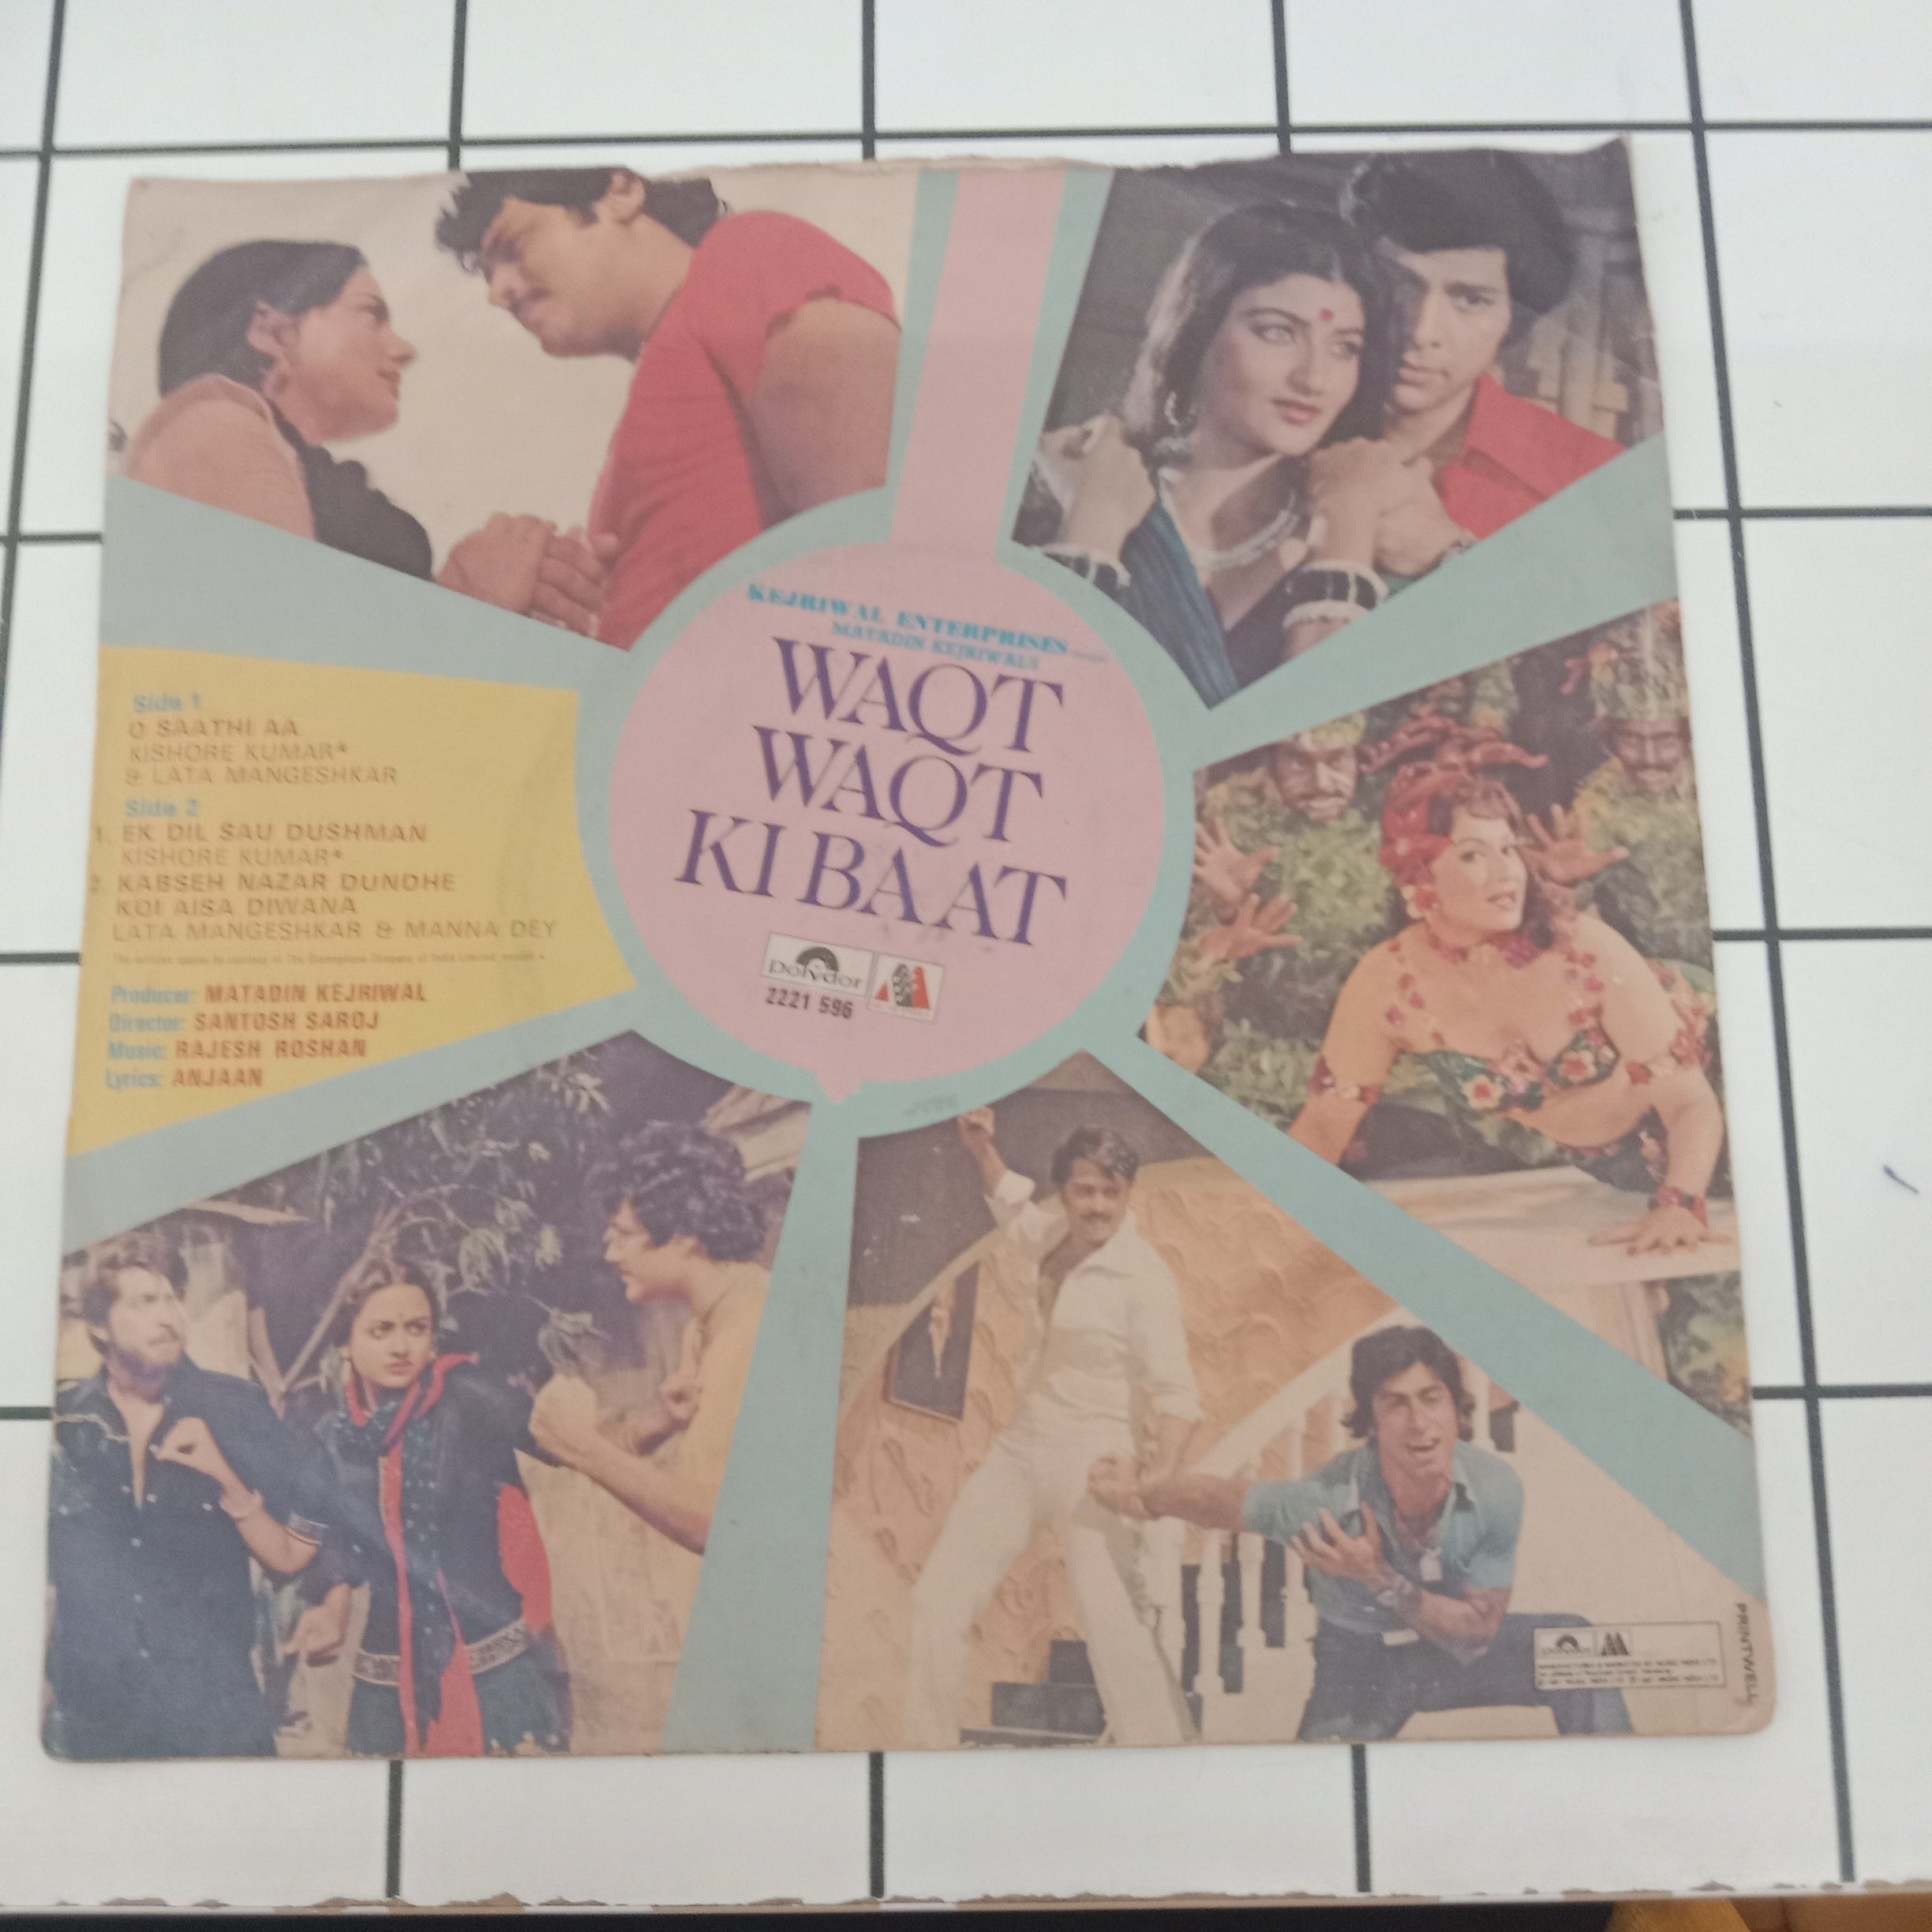 KEJRIWAL ENTERPRISES
MATADIN KEJRIWALS
WAQT
WAQT
KI BAAT
polydor
2221 596
Side 1
O SAATHI AA
KISHORE KUMAR*
& LATA MANGESHKAR
Side 2
1. EK DIL SAU DUSHMAN
KISHORE KUMAR*
2. KABSEH NAZAR DUNDHE
KOI AISA DIWANA
LATA MANGESHKAR & MANNA DEY
Producer: MATADIN KEJRIWAL
Director: SANTOSH SAROJ
Music: RAJESH ROSHAN
Lyrics: ANJAAN
polydor
PRINTWELL